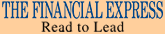 THE FINANCIAL EXPRESS
Read to Lead